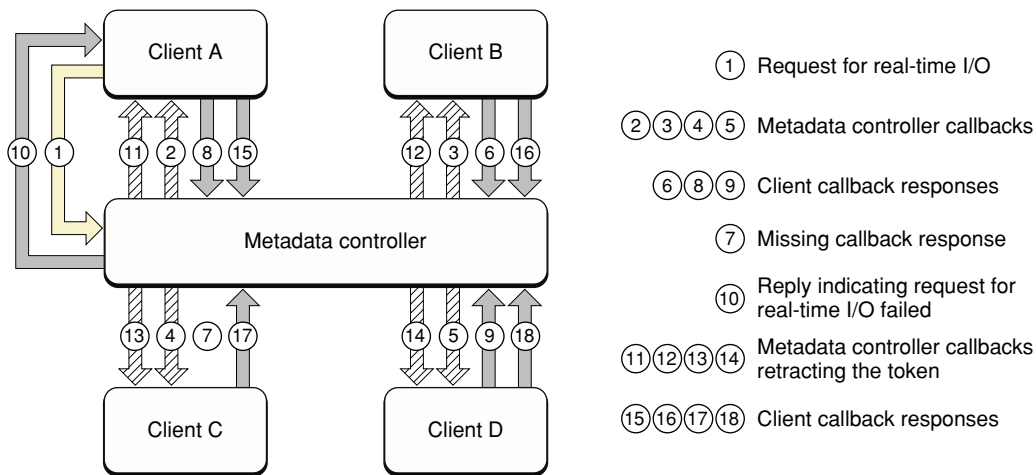 Client A
Client B
10
1
11
2
8
15
12
3
6
16
Metadata controller
13
4
7
17
14
5
9
18
Client C
Client D
1 Request for real-time I/O
2 3 4 5 Metadata controller callbacks
6 8 9 Client callback responses
7 Missing callback response
10 Reply indicating request for
real-time I/O failed
11 12 13 14 Metadata controller callbacks
retracting the token
15 16 17 18 Client callback responses